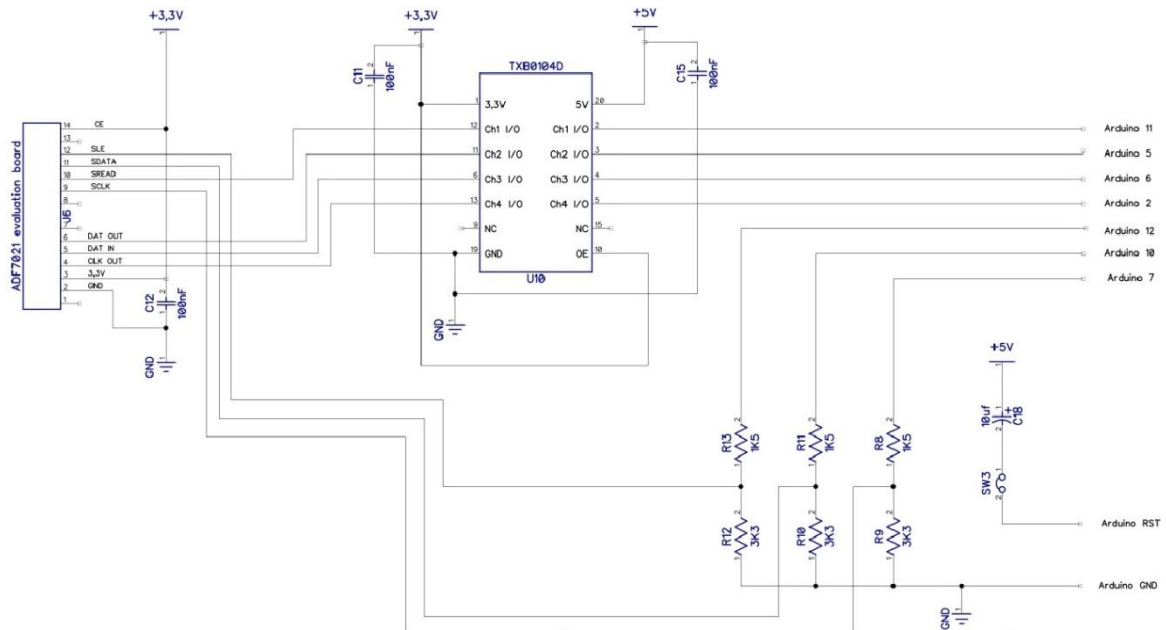 +3,3V
+3,3V
+5V
C11
100nF
TXB0104D
C15
100nF
ADF7021 evaluation board
U6
14 CE
13
12 SLE
11 SDATA
10 SREAD
9 SCLK
8
7
6 DAT OUT
5 DAT IN
4 CLK OUT
3 3,3V
2 GND
1
C12
100nF
GND
1 3,3V 5V 20
12 Ch1 I/O Ch1 I/O 2
11 Ch2 I/O Ch2 I/O 3
6 Ch3 I/O Ch3 I/O 4
13 Ch4 I/O Ch4 I/O 5
9 NC NC 15
19 GND OE 10
U10
GND
Arduino 11
Arduino 5
Arduino 6
Arduino 2
Arduino 12
Arduino 10
Arduino 7
+5V
10uf
C18
SW3
R13
1K5
R11
1K5
R8
1K5
R12
3K3
R10
3K3
R9
3K3
Arduino RST
Arduino GND
GND